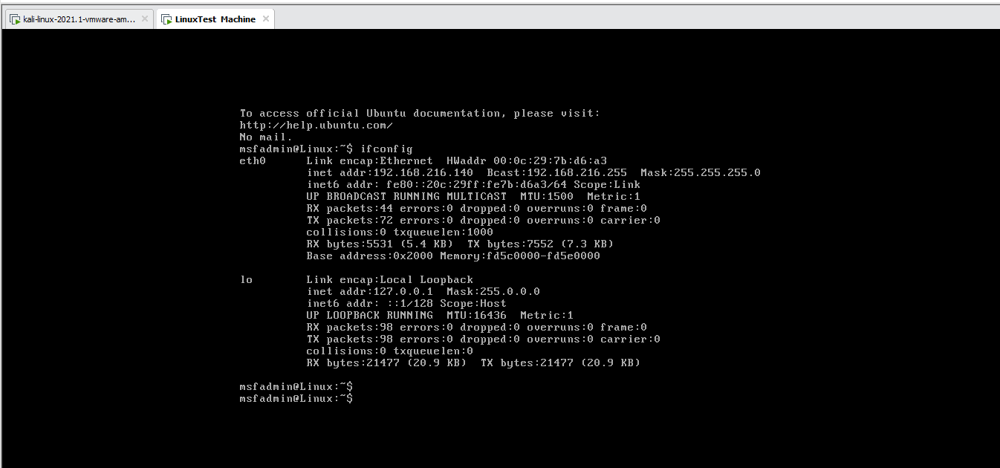 kali-linux-2021.1-vmware-am... LinuxTest Machine
To access official Ubuntu documentation, please visit:
http://help.ubuntu.com/
No mail.
msfadmin@Linux:~$ ifconfig
eth0      Link encap:Ethernet  HWaddr 00:0c:29:7b:d6:a3
          inet addr:192.168.216.140  Bcast:192.168.216.255  Mask:255.255.255.0
          inet6 addr: fe80::20c:29ff:fe7b:d6a3/64 Scope:Link
          UP BROADCAST RUNNING MULTICAST  MTU:1500  Metric:1
          RX packets:44 errors:0 dropped:0 overruns:0 frame:0
          TX packets:72 errors:0 dropped:0 overruns:0 carrier:0
          collisions:0 txqueuelen:1000
          RX bytes:5531 (5.4 KB)  TX bytes:7552 (7.3 KB)
          Base address:0x2000 Memory:fd5c0000-fd5e0000
lo        Link encap:Local Loopback
          inet addr:127.0.0.1  Mask:255.0.0.0
          inet6 addr: ::1/128 Scope:Host
          UP LOOPBACK RUNNING  MTU:16436  Metric:1
          RX packets:98 errors:0 dropped:0 overruns:0 frame:0
          TX packets:98 errors:0 dropped:0 overruns:0 carrier:0
          collisions:0 txqueuelen:0
          RX bytes:21477 (20.9 KB)  TX bytes:21477 (20.9 KB)
msfadmin@Linux:~$
msfadmin@Linux:~$